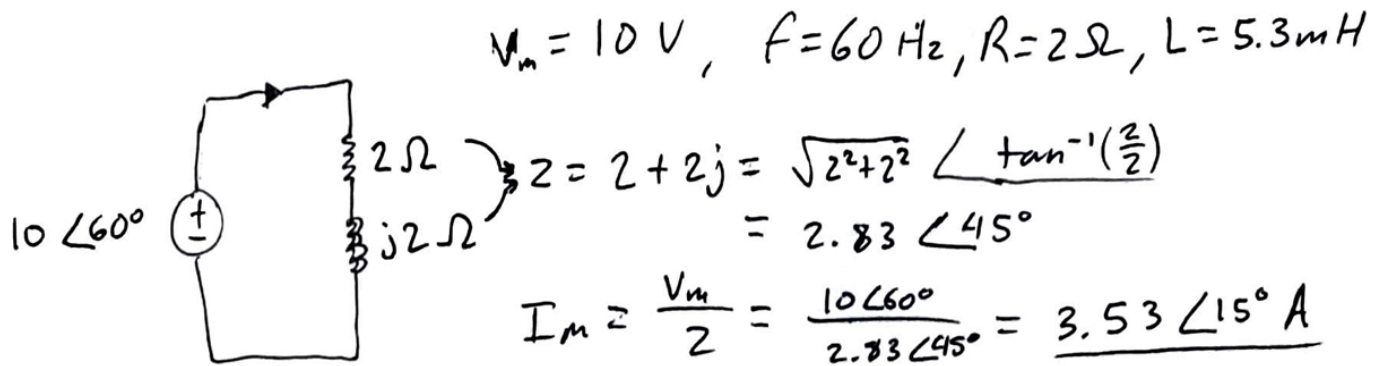 Vₘ = 10 V, f = 60 Hz, R = 2 Ω, L = 5.3 mH
10 ∠60°
+
−
2 Ω
j2 Ω
Z = 2 + 2j = √(2²+2²) ∠ tan⁻¹(2/2)
= 2.83 ∠45°
Iₘ = Vₘ/Z = 10∠60°/2.83∠45° = 3.53 ∠15° A